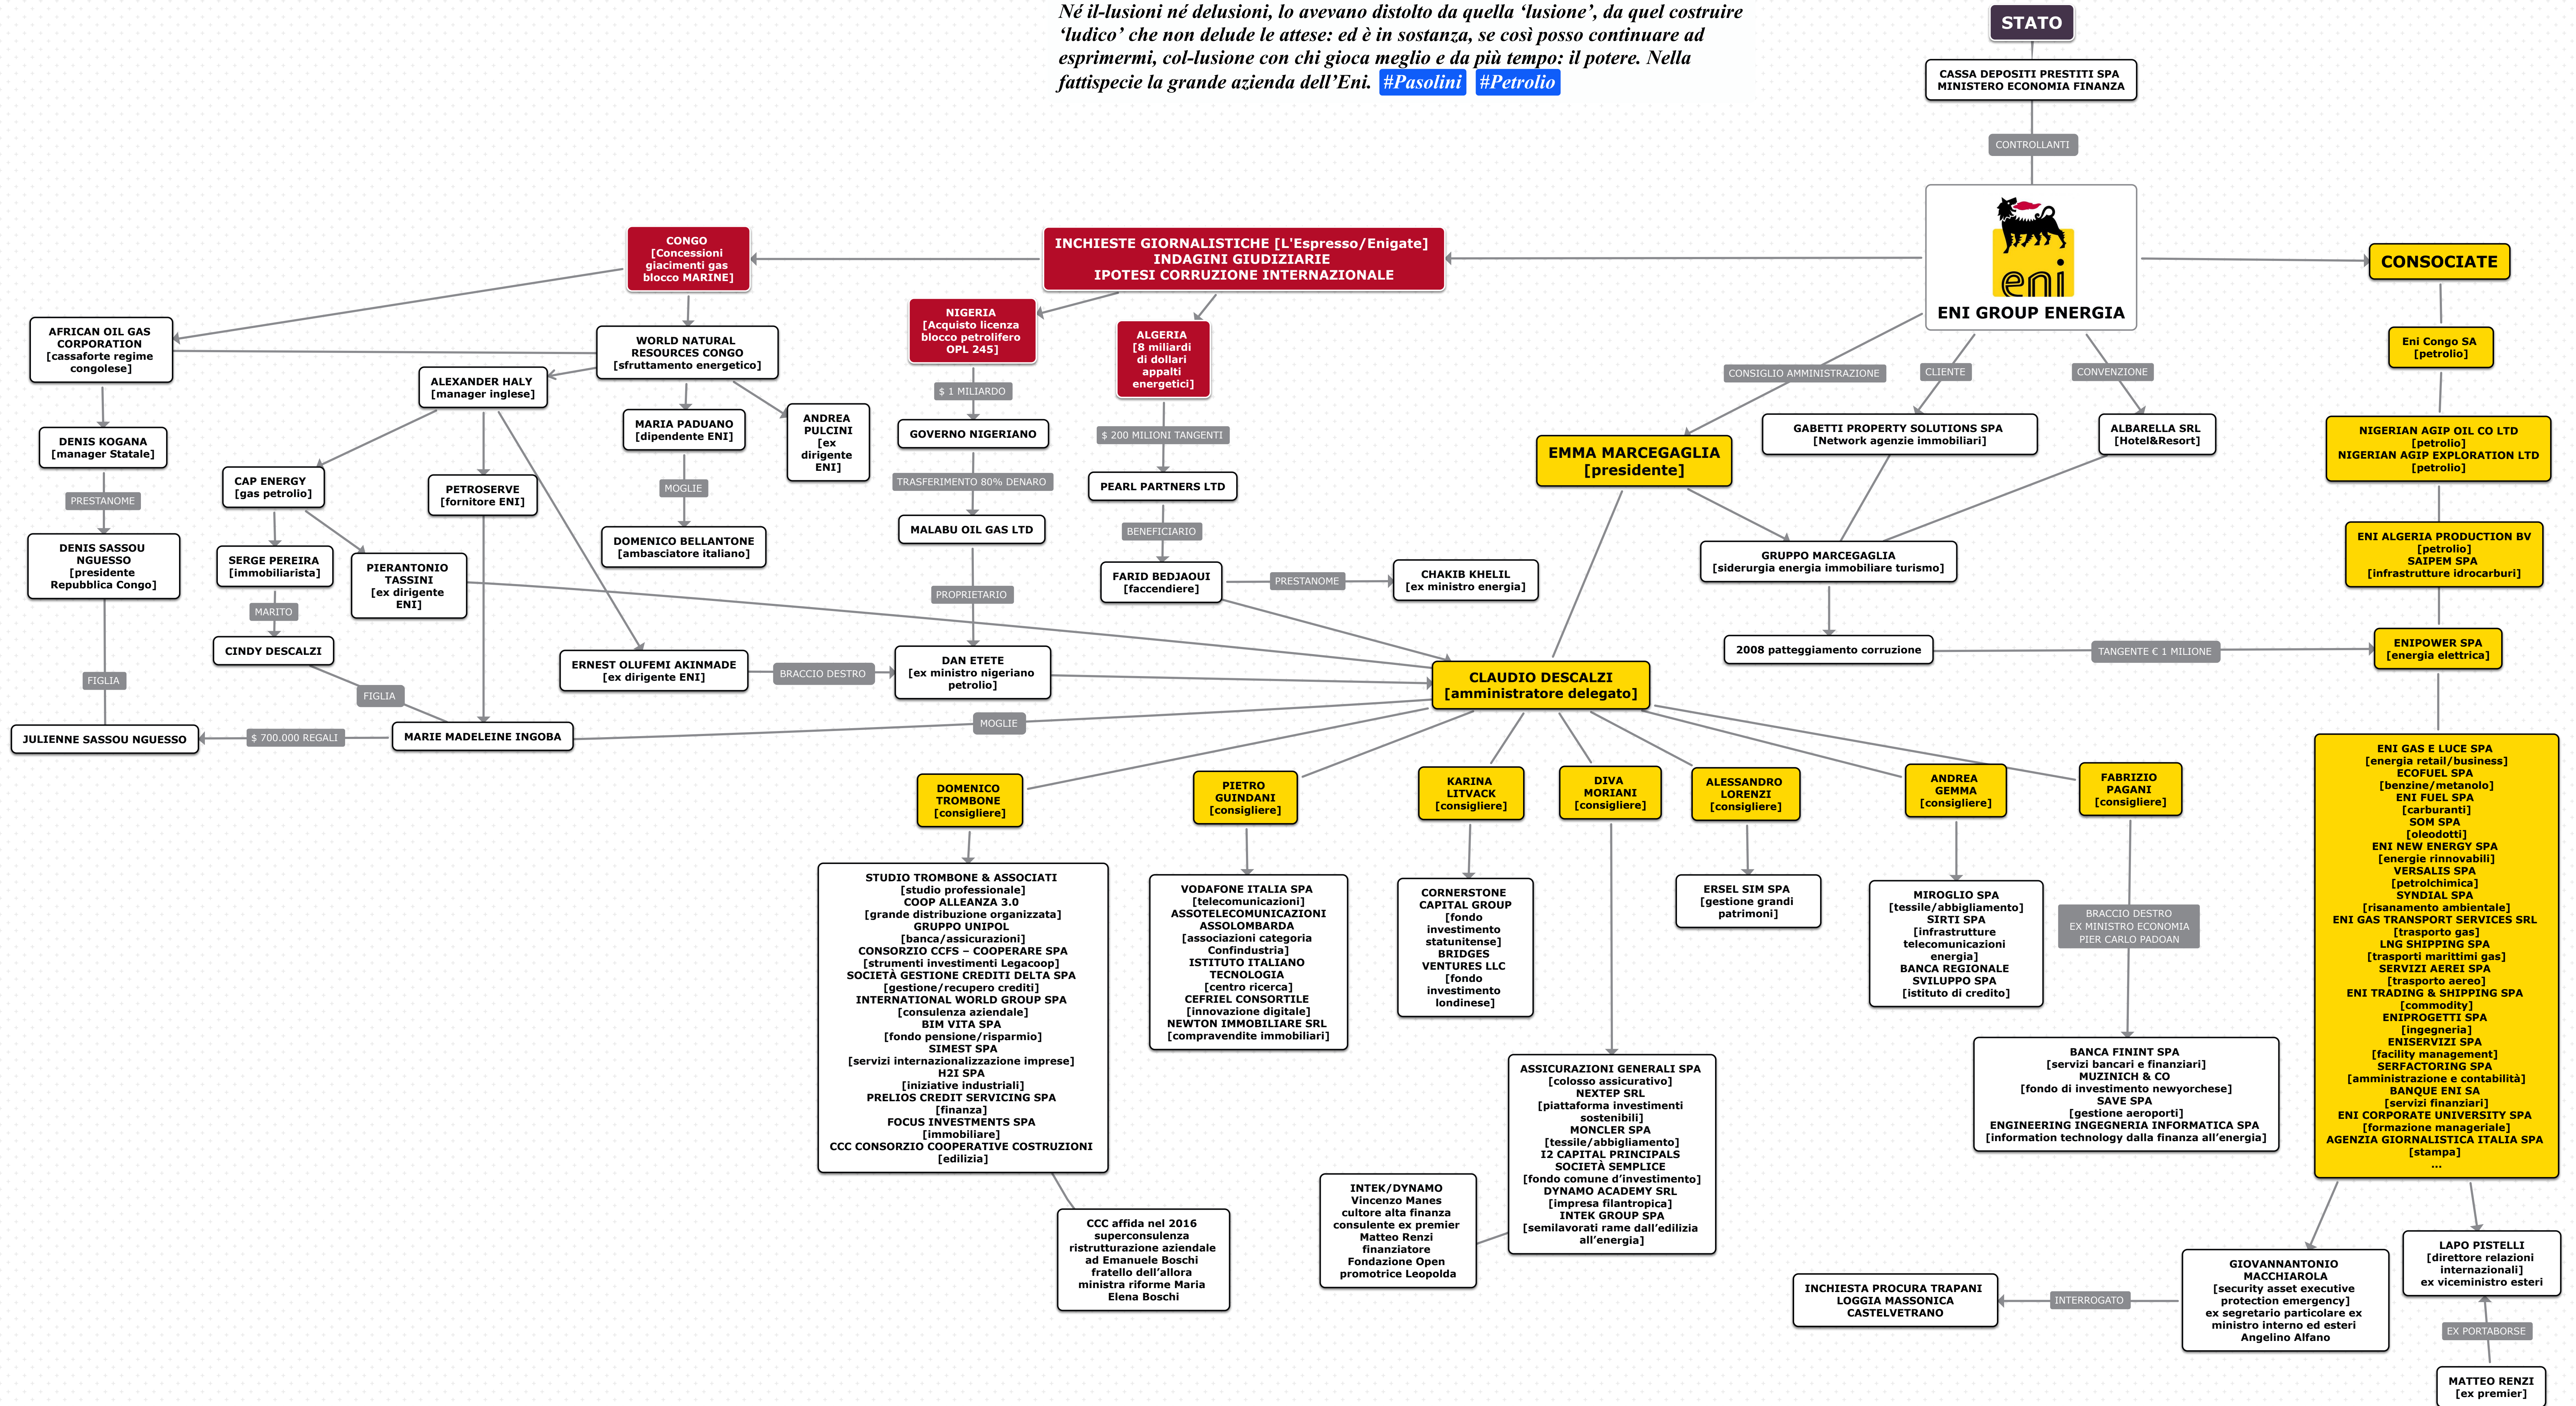 Né il-lusioni né delusioni, lo avevano distolto da quella ‘lusione’, da quel costruire
‘ludico’ che non delude le attese: ed è in sostanza, se così posso continuare ad
esprimermi, col-lusione con chi gioca meglio e da più tempo: il potere. Nella
fattispecie la grande azienda dell’Eni. #Pasolini #Petrolio
STATO
CASSA DEPOSITI PRESTITI SPA
MINISTERO ECONOMIA FINANZA
CONTROLLANTI
eni
ENI GROUP ENERGIA
INCHIESTE GIORNALISTICHE [L'Espresso/Enigate]
INDAGINI GIUDIZIARIE
IPOTESI CORRUZIONE INTERNAZIONALE
CONGO
[Concessioni
giacimenti gas
blocco MARINE]
AFRICAN OIL GAS
CORPORATION
[cassaforte regime
congolese]
DENIS KOGANA
[manager Statale]
PRESTANOME
DENIS SASSOU
NGUESSO
[presidente
Repubblica Congo]
FIGLIA
JULIENNE SASSOU NGUESSO
WORLD NATURAL
RESOURCES CONGO
[sfruttamento energetico]
ALEXANDER HALY
[manager inglese]
MARIA PADUANO
[dipendente ENI]
MOGLIE
DOMENICO BELLANTONE
[ambasciatore italiano]
ANDREA
PULCINI
[ex
dirigente
ENI]
CAP ENERGY
[gas petrolio]
PETROSERVE
[fornitore ENI]
SERGE PEREIRA
[immobiliarista]
MARITO
CINDY DESCALZI
FIGLIA
PIERANTONIO
TASSINI
[ex dirigente
ENI]
ERNEST OLUFEMI AKINMADE
[ex dirigente ENI]
BRACCIO DESTRO
MARIE MADELEINE INGOBA
$ 700.000 REGALI
MOGLIE
NIGERIA
[Acquisto licenza
blocco petrolifero
OPL 245]
$ 1 MILIARDO
GOVERNO NIGERIANO
TRASFERIMENTO 80% DENARO
MALABU OIL GAS LTD
PROPRIETARIO
DAN ETETE
[ex ministro nigeriano
petrolio]
ALGERIA
[8 miliardi
di dollari
appalti
energetici]
$ 200 MILIONI TANGENTI
PEARL PARTNERS LTD
BENEFICIARIO
FARID BEDJAOUI
[faccendiere]
PRESTANOME
CHAKIB KHELIL
[ex ministro energia]
CONSIGLIO AMMINISTRAZIONE
CLIENTE
CONVENZIONE
EMMA MARCEGAGLIA
[presidente]
GABETTI PROPERTY SOLUTIONS SPA
[Network agenzie immobiliari]
ALBARELLA SRL
[Hotel&Resort]
GRUPPO MARCEGAGLIA
[siderurgia energia immobiliare turismo]
2008 patteggiamento corruzione
TANGENTE € 1 MILIONE
CLAUDIO DESCALZI
[amministratore delegato]
DOMENICO
TROMBONE
[consigliere]
STUDIO TROMBONE & ASSOCIATI
[studio professionale]
COOP ALLEANZA 3.0
[grande distribuzione organizzata]
GRUPPO UNIPOL
[banca/assicurazioni]
CONSORZIO CCFS – COOPERARE SPA
[strumenti investimenti Legacoop]
SOCIETÀ GESTIONE CREDITI DELTA SPA
[gestione/recupero crediti]
INTERNATIONAL WORLD GROUP SPA
[consulenza aziendale]
BIM VITA SPA
[fondo pensione/risparmio]
SIMEST SPA
[servizi internazionalizzazione imprese]
H2I SPA
[iniziative industriali]
PRELIOS CREDIT SERVICING SPA
[finanza]
FOCUS INVESTMENTS SPA
[immobiliare]
CCC CONSORZIO COOPERATIVE COSTRUZIONI
[edilizia]
CCC affida nel 2016
superconsulenza
ristrutturazione aziendale
ad Emanuele Boschi
fratello dell’allora
ministra riforme Maria
Elena Boschi
PIETRO
GUINDANI
[consigliere]
VODAFONE ITALIA SPA
[telecomunicazioni]
ASSOTELECOMUNICAZIONI
ASSOLOMBARDA
[associazioni categoria
Confindustria]
ISTITUTO ITALIANO
TECNOLOGIA
[centro ricerca]
CEFRIEL CONSORTILE
[innovazione digitale]
NEWTON IMMOBILIARE SRL
[compravendite immobiliari]
KARINA
LITVACK
[consigliere]
CORNERSTONE
CAPITAL GROUP
[fondo
investimento
statunitense]
BRIDGES
VENTURES LLC
[fondo
investimento
londinese]
DIVA
MORIANI
[consigliere]
ASSICURAZIONI GENERALI SPA
[colosso assicurativo]
NEXTEP SRL
[piattaforma investimenti
sostenibili]
MONCLER SPA
[tessile/abbigliamento]
I2 CAPITAL PRINCIPALS
SOCIETÀ SEMPLICE
[fondo comune d’investimento]
DYNAMO ACADEMY SRL
[impresa filantropica]
INTEK GROUP SPA
[semilavorati rame dall’edilizia
all’energia]
INTEK/DYNAMO
Vincenzo Manes
cultore alta finanza
consulente ex premier
Matteo Renzi
finanziatore
Fondazione Open
promotrice Leopolda
ALESSANDRO
LORENZI
[consigliere]
ERSEL SIM SPA
[gestione grandi
patrimoni]
ANDREA
GEMMA
[consigliere]
MIROGLIO SPA
[tessile/abbigliamento]
SIRTI SPA
[infrastrutture
telecomunicazioni
energia]
BANCA REGIONALE
SVILUPPO SPA
[istituto di credito]
FABRIZIO
PAGANI
[consigliere]
BRACCIO DESTRO
EX MINISTRO ECONOMIA
PIER CARLO PADOAN
BANCA FININT SPA
[servizi bancari e finanziari]
MUZINICH & CO
[fondo di investimento newyorchese]
SAVE SPA
[gestione aeroporti]
ENGINEERING INGEGNERIA INFORMATICA SPA
[information technology dalla finanza all’energia]
CONSOCIATE
Eni Congo SA
[petrolio]
NIGERIAN AGIP OIL CO LTD
[petrolio]
NIGERIAN AGIP EXPLORATION LTD
[petrolio]
ENI ALGERIA PRODUCTION BV
[petrolio]
SAIPEM SPA
[infrastrutture idrocarburi]
ENIPOWER SPA
[energia elettrica]
ENI GAS E LUCE SPA
[energia retail/business]
ECOFUEL SPA
[benzine/metanolo]
ENI FUEL SPA
[carburanti]
SOM SPA
[oleodotti]
ENI NEW ENERGY SPA
[energie rinnovabili]
VERSALIS SPA
[petrolchimica]
SYNDIAL SPA
[risanamento ambientale]
ENI GAS TRANSPORT SERVICES SRL
[trasporto gas]
LNG SHIPPING SPA
[trasporti marittimi gas]
SERVIZI AEREI SPA
[trasporto aereo]
ENI TRADING & SHIPPING SPA
[commodity]
ENIPROGETTI SPA
[ingegneria]
ENISERVIZI SPA
[facility management]
SERFACTORING SPA
[amministrazione e contabilità]
BANQUE ENI SA
[servizi finanziari]
ENI CORPORATE UNIVERSITY SPA
[formazione manageriale]
AGENZIA GIORNALISTICA ITALIA SPA
[stampa]
...
GIOVANNANTONIO
MACCHIAROLA
[security asset executive
protection emergency]
ex segretario particolare ex
ministro interno ed esteri
Angelino Alfano
INTERROGATO
INCHIESTA PROCURA TRAPANI
LOGGIA MASSONICA
CASTELVETRANO
LAPO PISTELLI
[direttore relazioni
internazionali]
ex viceministro esteri
EX PORTABORSE
MATTEO RENZI
[ex premier]